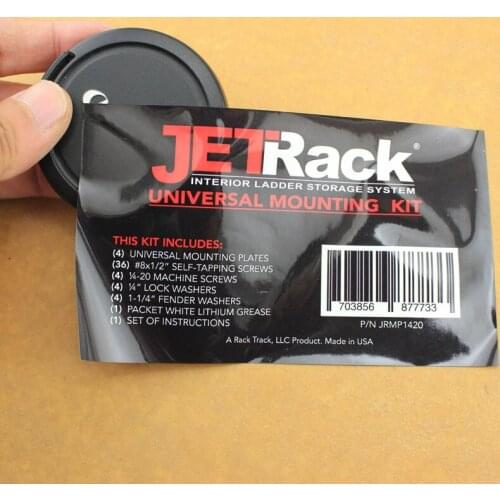 JETRack®
INTERIOR LADDER STORAGE SYSTEM
UNIVERSAL MOUNTING KIT
THIS KIT INCLUDES:
(4) UNIVERSAL MOUNTING PLATES
(36) #8x1/2" SELF-TAPPING SCREWS
(4) ¼-20 MACHINE SCREWS
(4) ¼" LOCK WASHERS
(4) 1-1/4" FENDER WASHERS
(1) PACKET WHITE LITHIUM GREASE
(1) SET OF INSTRUCTIONS
703856 877733
P/N JRMP1420
A Rack Track, LLC Product. Made in USA